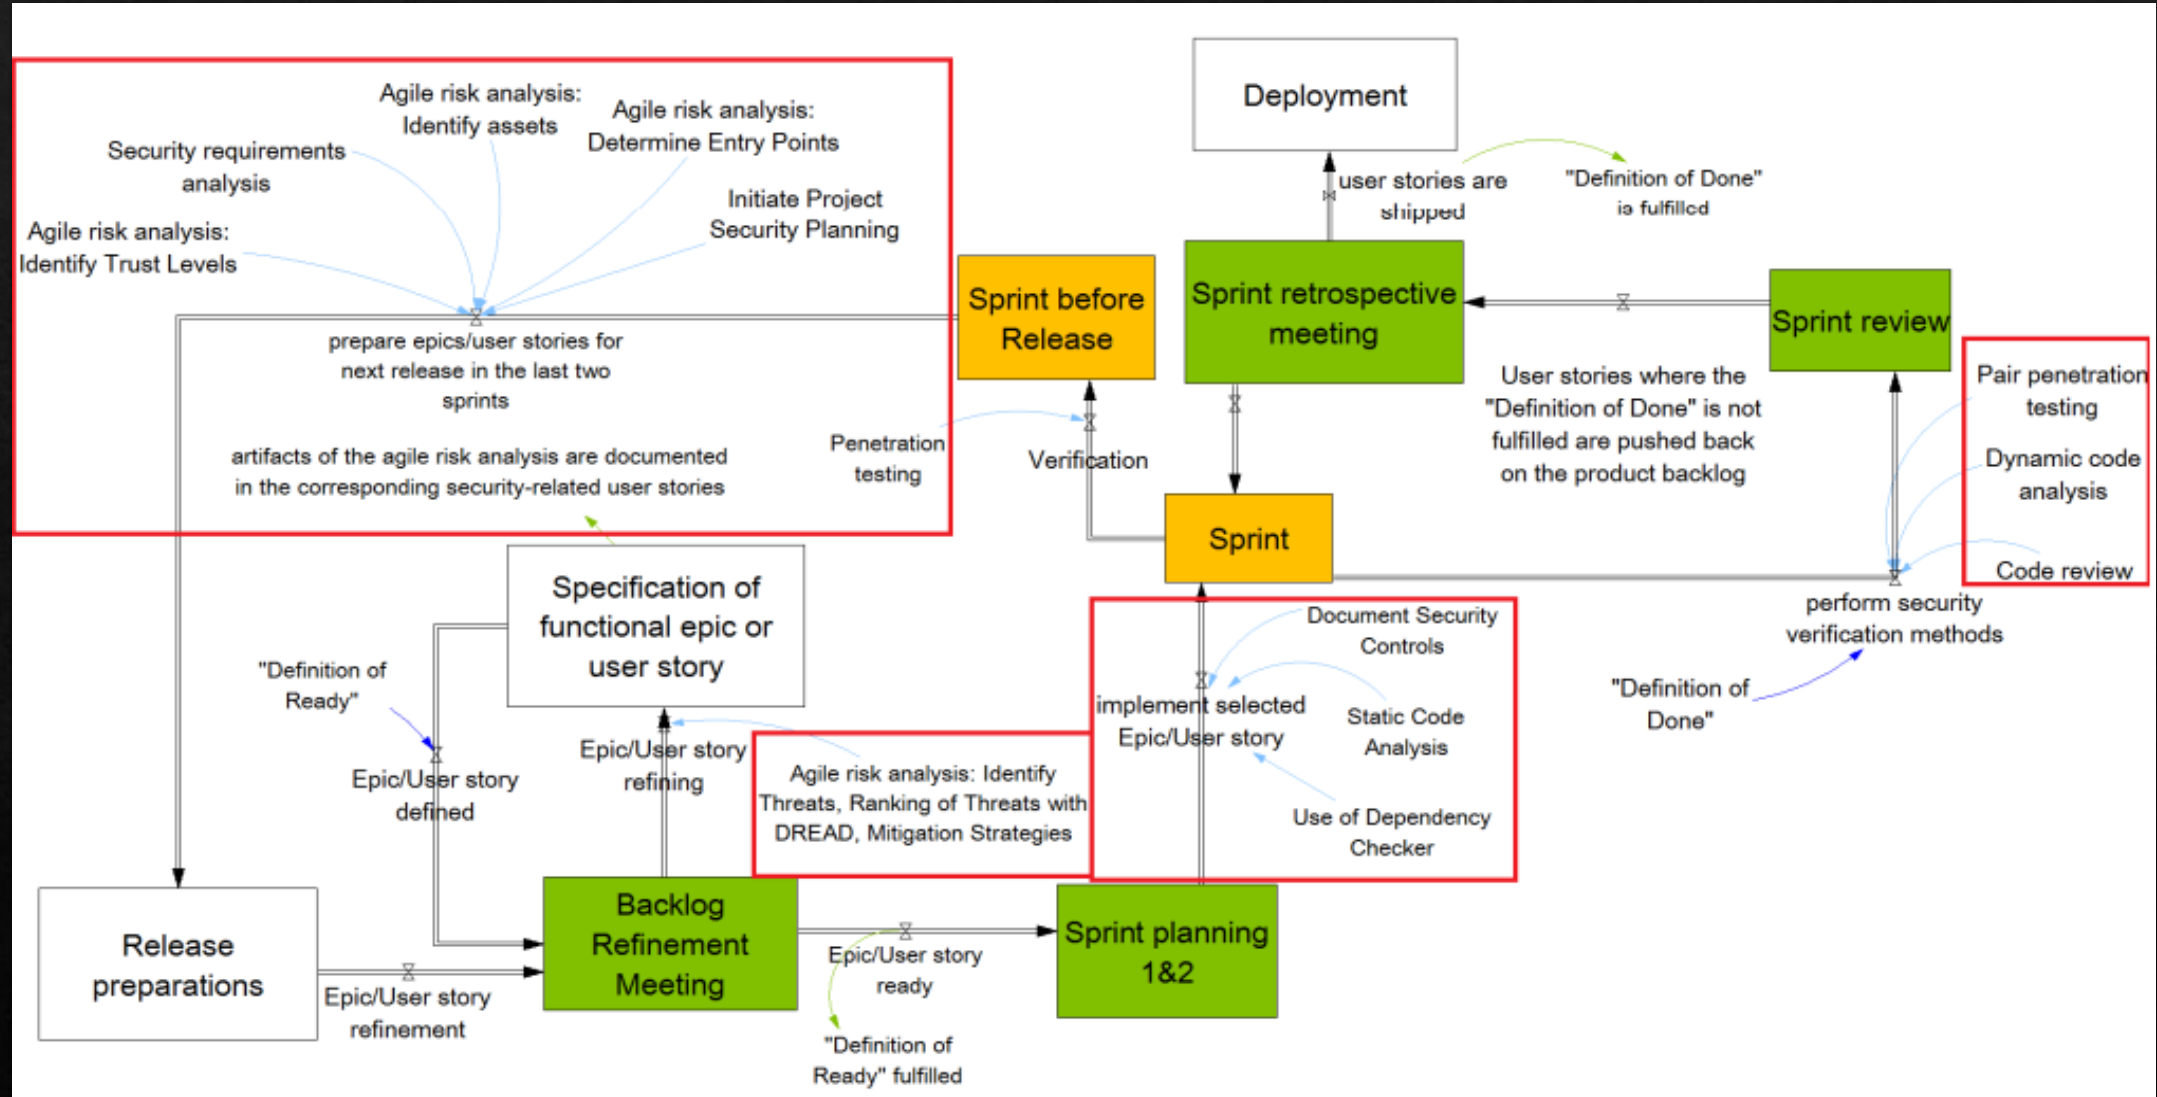 Deployment
Agile risk analysis:
Identify assets
Agile risk analysis:
Determine Entry Points
Security requirements
analysis
Initiate Project
Security Planning
Agile risk analysis:
Identify Trust Levels
user stories are
shipped
"Definition of Done"
is fulfilled
Sprint before
Release
Sprint retrospective
meeting
Sprint review
prepare epics/user stories for
next release in the last two
sprints
artifacts of the agile risk analysis are documented
in the corresponding security-related user stories
Penetration
testing
Verification
User stories where the
"Definition of Done" is not
fulfilled are pushed back
on the product backlog
Pair penetration
testing
Dynamic code
analysis
Code review
Sprint
perform security
verification methods
"Definition of
Done"
Specification of
functional epic or
user story
Document Security
Controls
implement selected
Epic/User story
Static Code
Analysis
Use of Dependency
Checker
"Definition of
Ready"
Epic/User story
defined
Epic/User story
refining
Agile risk analysis: Identify
Threats, Ranking of Threats with
DREAD, Mitigation Strategies
Release
preparations
Epic/User story
refinement
Backlog
Refinement
Meeting
Epic/User story
ready
"Definition of
Ready" fulfilled
Sprint planning
1&2